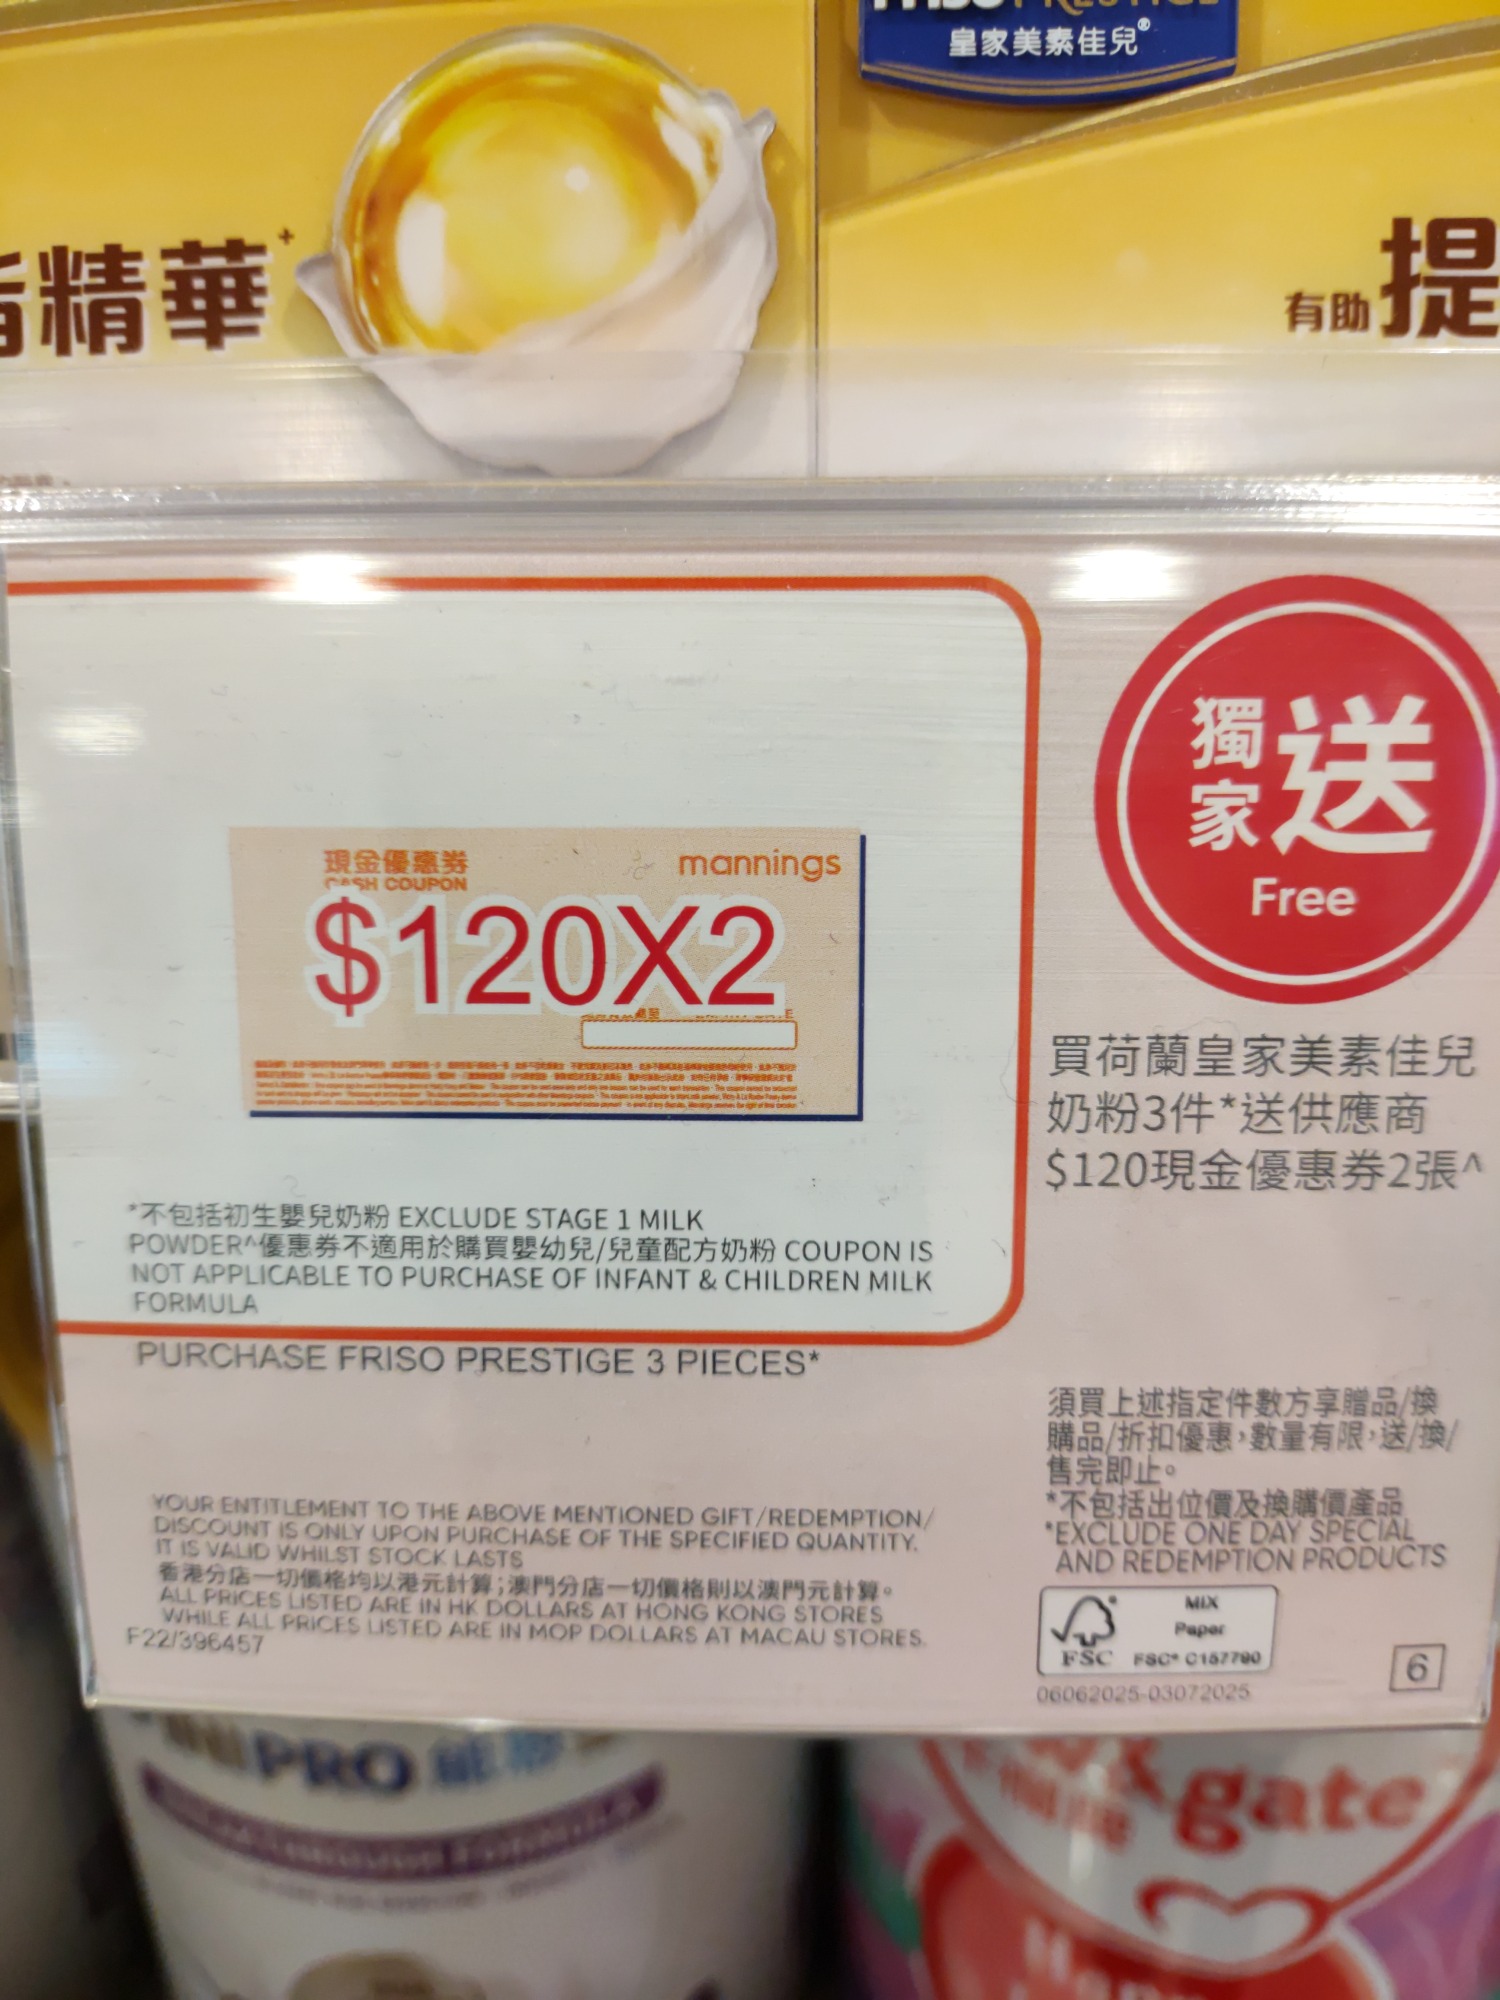 皇家美素佳兒®
精華+
有助提
獨家送
Free
現金優惠券
CASH COUPON
mannings
$120X2
*不包括初生嬰兒奶粉 EXCLUDE STAGE 1 MILK
POWDER^優惠券不適用於購買嬰幼兒/兒童配方奶粉 COUPON IS
NOT APPLICABLE TO PURCHASE OF INFANT & CHILDREN MILK
FORMULA
PURCHASE FRISO PRESTIGE 3 PIECES*
買荷蘭皇家美素佳兒
奶粉3件*送供應商
$120現金優惠券2張^
YOUR ENTITLEMENT TO THE ABOVE MENTIONED GIFT/REDEMPTION/
DISCOUNT IS ONLY UPON PURCHASE OF THE SPECIFIED QUANTITY.
IT IS VALID WHILST STOCK LASTS
香港分店一切價格均以港元計算;澳門分店一切價格則以澳門元計算。
ALL PRICES LISTED ARE IN HK DOLLARS AT HONG KONG STORES
WHILE ALL PRICES LISTED ARE IN MOP DOLLARS AT MACAU STORES.
F22/396457
須買上述指定件數方享贈品/換
購品/折扣優惠,數量有限,送/換/
售完即止。
*不包括出位價及換購價產品
*EXCLUDE ONE DAY SPECIAL
AND REDEMPTION PRODUCTS
MIX
Paper
FSC
FSC® C157790
06062025-03072025
6
PRO
gate